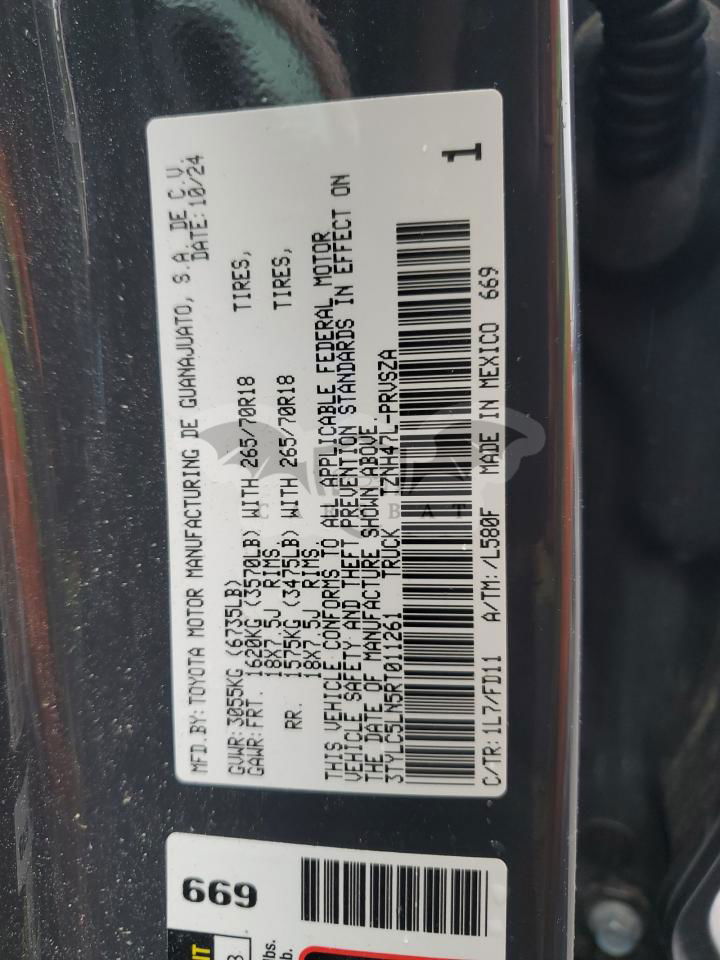 MFD.BY:TOYOTA MOTOR MANUFACTURING DE GUANAJUATO, S.A. DE C.V.
DATE:10/24
GVWR:3055KG (6735LB)
GAWR:FRT. 1620KG (3570LB) WITH 265/70R18 TIRES,
18X7.5J RIMS.
RR. 1575KG (3475LB) WITH 265/70R18 TIRES,
18X7.5J RIMS.
THIS VEHICLE CONFORMS TO ALL APPLICABLE FEDERAL MOTOR
VEHICLE SAFETY AND THEFT PREVENTION STANDARDS IN EFFECT ON
THE DATE OF MANUFACTURE SHOWN ABOVE.
3TYLC5LN5RT011261 TRUCK TZNH47L-PRVSZA
C/TR:1L7/FD11 A/TM:/L580F MADE IN MEXICO 669
1
CARBAT
669
lbs.